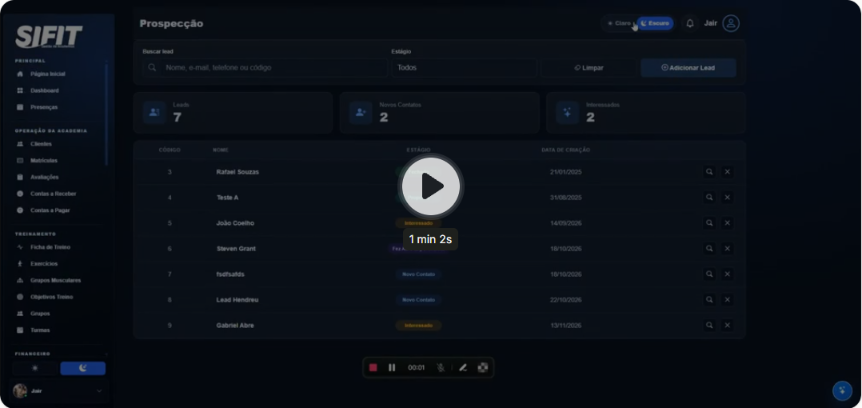 SIFIT
Prospecção
Claro
Escuro
Jair
PRINCIPAL
Página Inicial
Dashboard
Presenças
OPERAÇÃO DA ACADEMIA
Clientes
Matrículas
Avaliações
Contas a Receber
Contas a Pagar
TREINAMENTO
Ficha de Treino
Exercícios
Grupos Musculares
Objetivos Treino
Grupos
Turmas
FINANCEIRO
Jair
Buscar lead
Estágio
Nome, e-mail, telefone ou código
Todos
Limpar
Adicionar Lead
Leads
7
Novos Contatos
2
Interessados
2
CÓDIGO NOME ESTÁGIO DATA DE CRIAÇÃO
3 Rafael Souzas 21/01/2025
4 Teste A 31/08/2025
5 João Coelho Interessado 14/09/2026
6 Steven Grant 16/10/2026
7 fsdfsafds Novo Contato 18/10/2026
8 Lead Hendreu Novo Contato 22/10/2026
9 Gabriel Abre Interessado 13/11/2026
1 min 2s
00:01